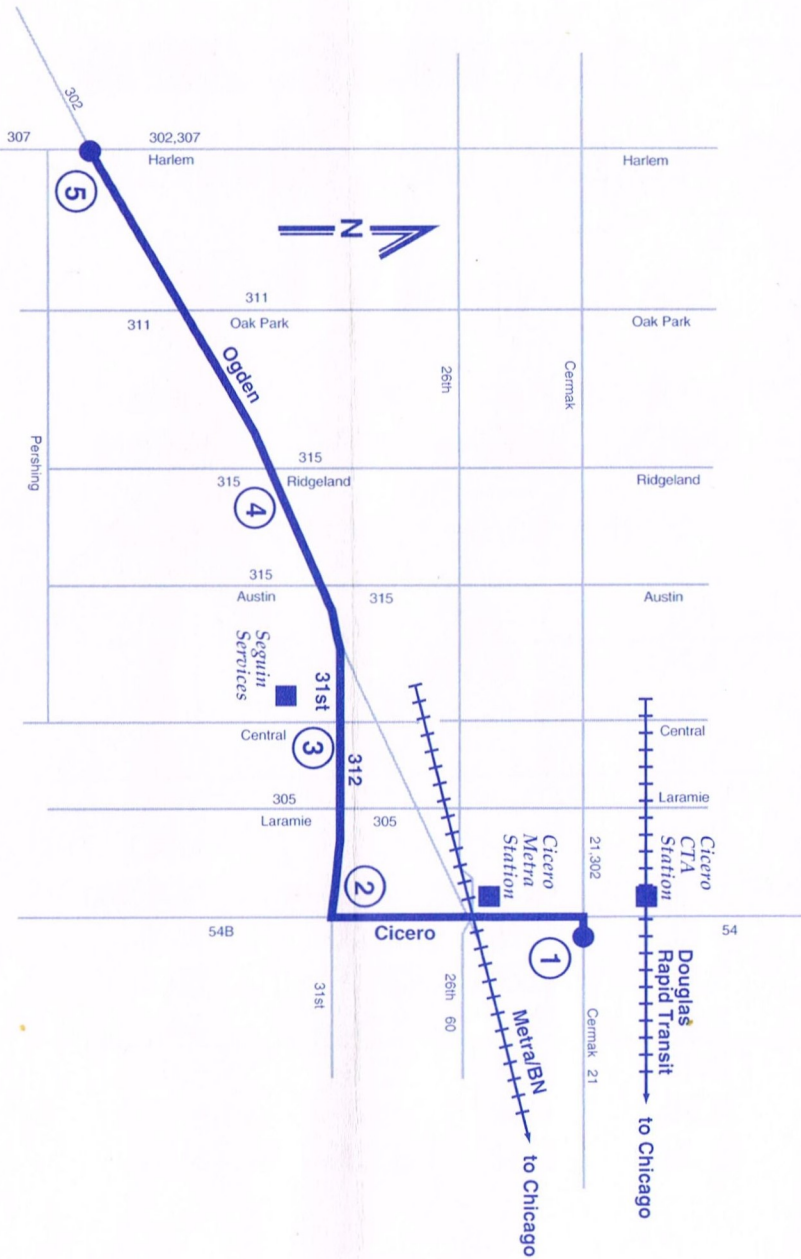 302
307
302,307
Harlem
Harlem
5
N
311
Oak Park
311
Oak Park
Ogden
26th
Cermak
Pershing
315
Ridgeland
315
Ridgeland
4
315
Austin
315
Austin
Seguin
Services
31st
Central
3
312
Central
305
Laramie
305
Laramie
Cicero
Metra
Station
21,302
Cicero
CTA
Station
2
54B
Cicero
1
54
31st
26th 60
Metra/BN
to Chicago
Cermak 21
Douglas
Rapid Transit
to Chicago